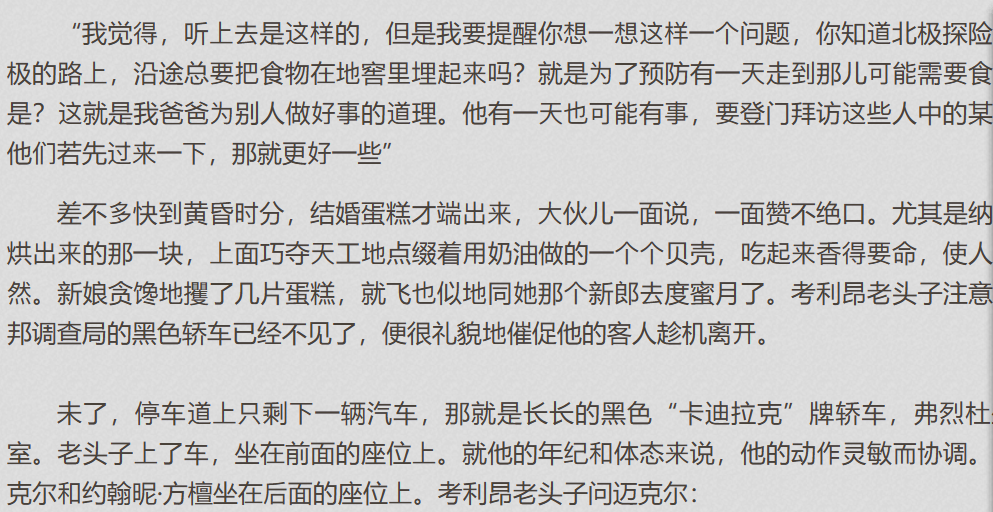 “我觉得，听上去是这样的，但是我要提醒你想一想这样一个问题，你知道北极探险
极的路上，沿途总要把食物在地窖里埋起来吗？就是为了预防有一天走到那儿可能需要食
是？这就是我爸爸为别人做好事的道理。他有一天也可能有事，要登门拜访这些人中的某
他们若先过来一下，那就更好一些”
差不多快到黄昏时分，结婚蛋糕才端出来，大伙儿一面说，一面赞不绝口。尤其是纳
烘出来的那一块，上面巧夺天工地点缀着用奶油做的一个个贝壳，吃起来香得要命，使人
然。新娘贪馋地攫了几片蛋糕，就飞也似地同她那个新郎去度蜜月了。考利昂老头子注意
邦调查局的黑色轿车已经不见了，便很礼貌地催促他的客人趁机离开。
未了，停车道上只剩下一辆汽车，那就是长长的黑色“卡迪拉克”牌轿车，弗烈杜
室。老头子上了车，坐在前面的座位上。就他的年纪和体态来说，他的动作灵敏而协调。
克尔和约翰昵·方檀坐在后面的座位上。考利昂老头子问迈克尔：